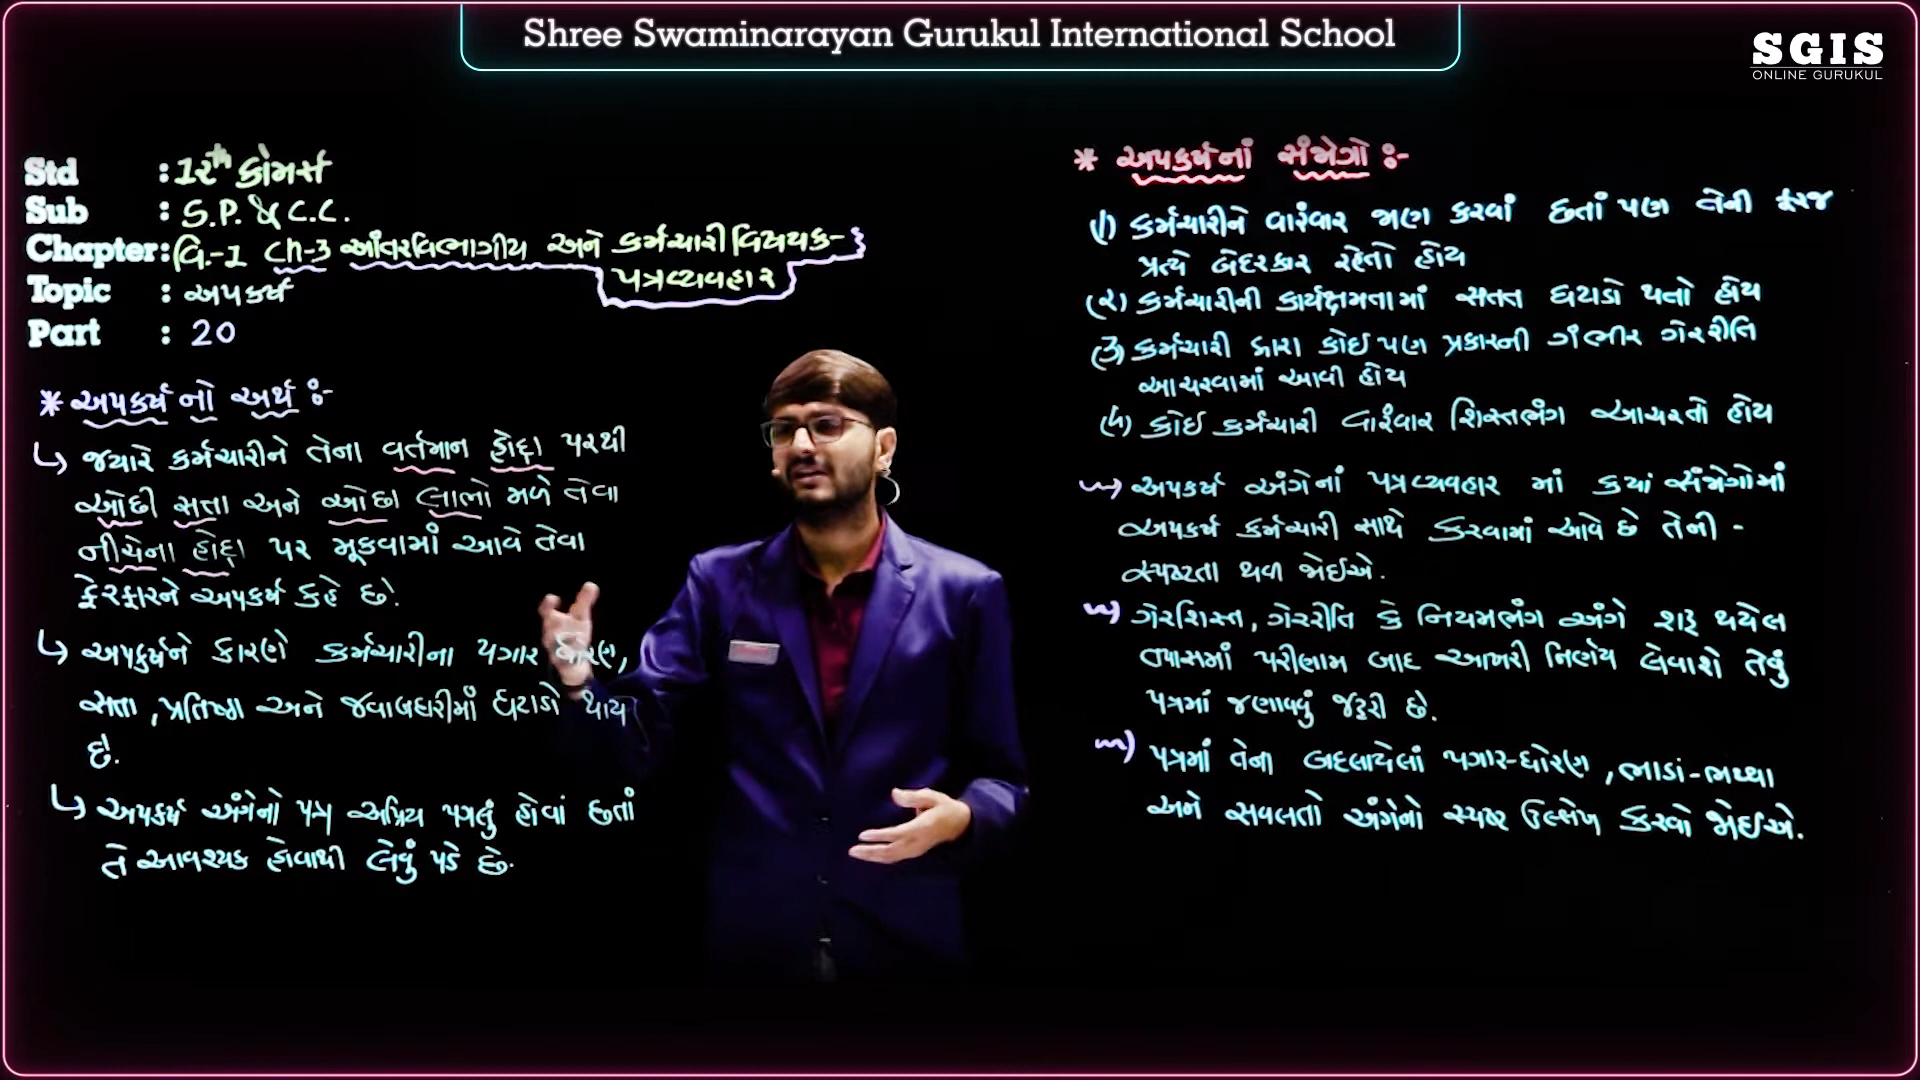 Shree Swaminarayan Gurukul International School
SGIS
ONLINE GURUKUL
Std : 12th કોમર્સ
Sub : S.P. & C.C.
Chapter: વિ.-1 Ch-3 આંતરવિભાગીય અને કર્મચારી વિષયક-
પત્રવ્યવહાર
Topic : અપકર્ષ
Part : 20
* અપકર્ષ નો અર્થ :-
↳ જ્યારે કર્મચારીને તેના વર્તમાન હોદ્દા પરથી
ઓછી સત્તા અને ઓછા લાભો મળે તેવા
નીચેના હોદ્દા પર મૂકવામાં આવે તેવા
ફેરફારને અપકર્ષ કહે છે.
↳ અપકર્ષને કારણે કર્મચારીના પગાર ધોરણ,
સત્તા, પ્રતિષ્ઠા અને જવાબદારીમાં ઘટાડો થાય
છે.
↳ અપકર્ષ અંગેનો પત્ર અપ્રિય પગલું હોવાં છતાં
તે આવશ્યક હોવાથી લેવું પડે છે.
* અપકર્ષનાં સંજોગો :-
(1) કર્મચારીને વારંવાર જાણ કરવાં છતાં પણ તેની ફરજ
પ્રત્યે બેદરકાર રહેતો હોય
(૨) કર્મચારીની કાર્યક્ષમતામાં સતત ઘટાડો થતો હોય
(૩) કર્મચારી દ્વારા કોઈ પણ પ્રકારની ગંભીર ગેરરીતિ
આચરવામાં આવી હોય
(૪) કોઈ કર્મચારી વારંવાર શિસ્તભંગ આચરતો હોય
અપકર્ષ અંગેનાં પત્રવ્યવહાર માં કયાં સંજોગોમાં
અપકર્ષ કર્મચારી સાથે કરવામાં આવે છે તેની -
સ્પષ્ટતા થવી જોઈએ.
ગેરશિસ્ત, ગેરરીતિ કે નિયમભંગ અંગે શરૂ થયેલ
તપાસમાં પરીણામ બાદ આખરી નિર્ણય લેવાશે તેવું
પત્રમાં જણાવવું જરૂરી છે.
પત્રમાં તેના બદલાયેલાં પગાર-ધોરણ, ભાડાં-ભથ્થા
અને સવલતો અંગેનો સ્પષ્ટ ઉલ્લેખ કરવો જોઈએ.